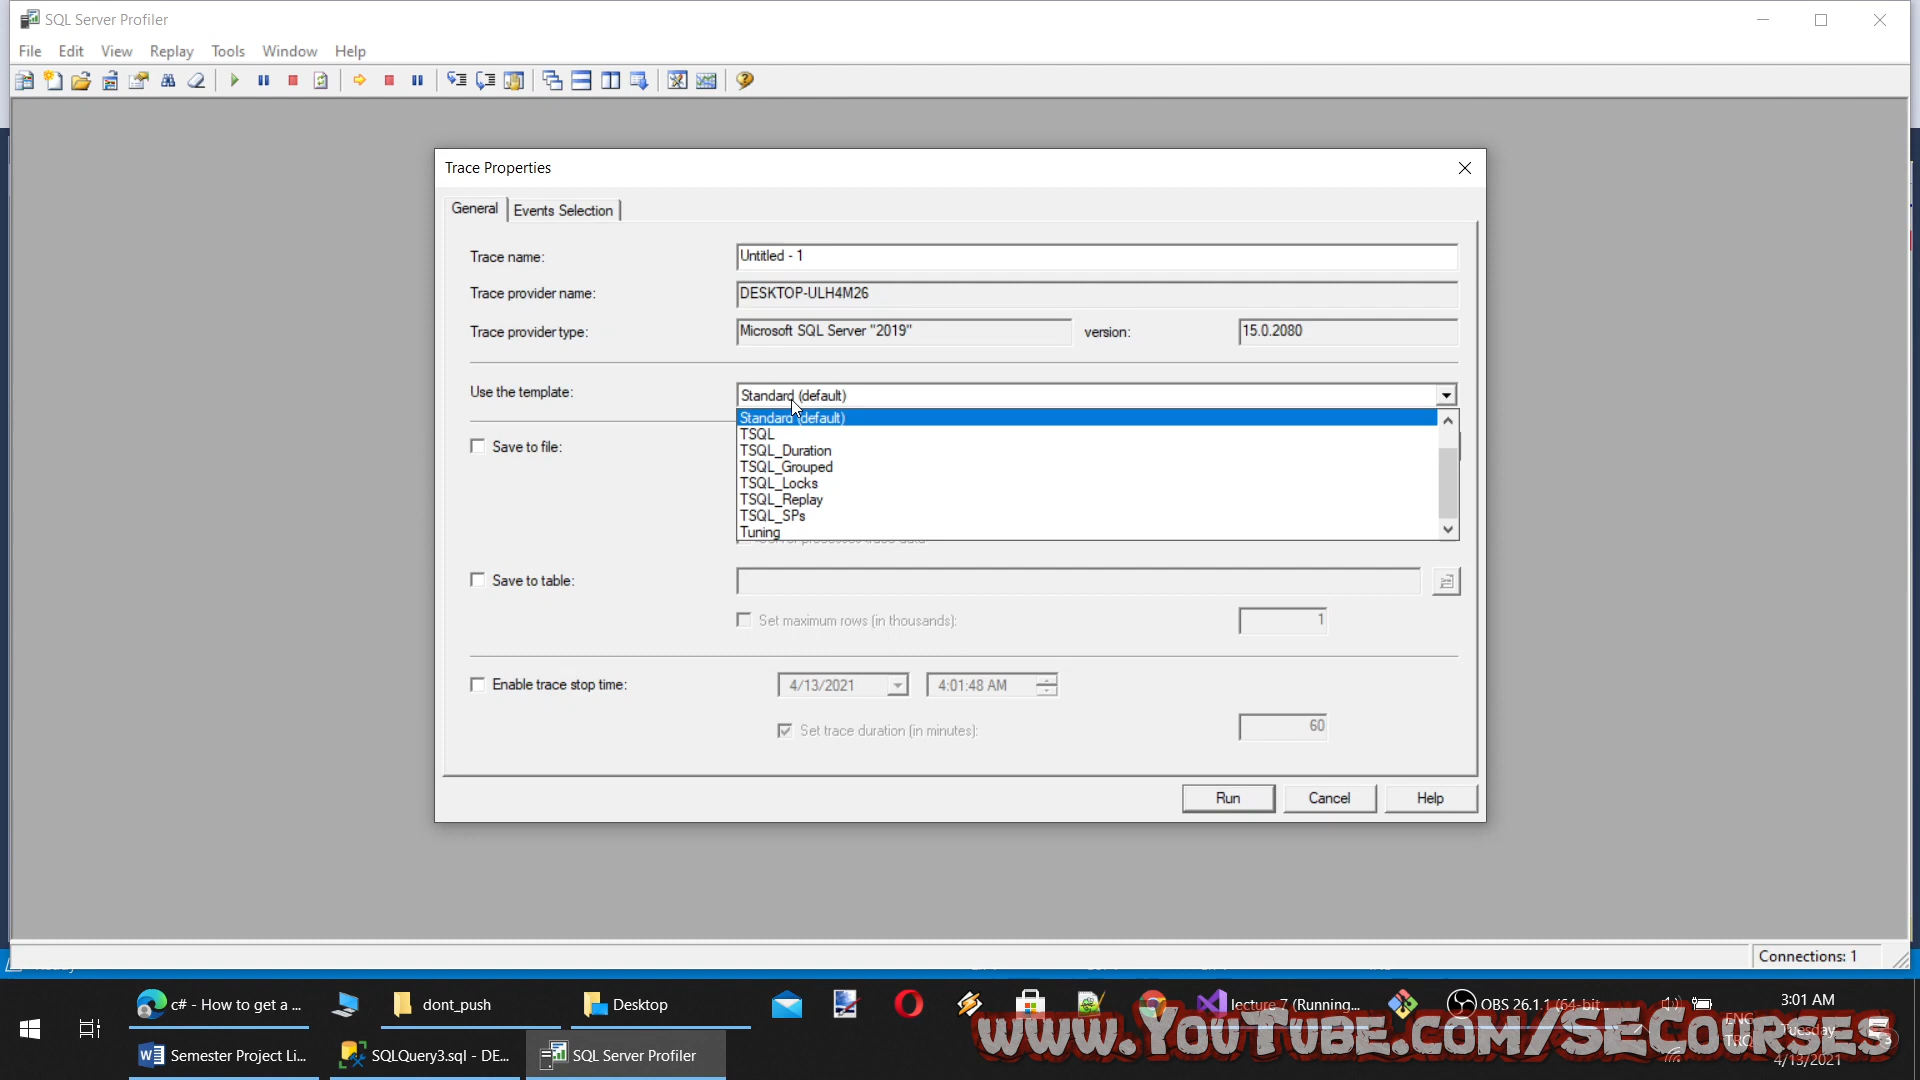 SQL Server Profiler
File Edit View Replay Tools Window Help
Trace Properties
General Events Selection
Trace name: Untitled - 1
Trace provider name: DESKTOP-ULH4M26
Trace provider type: Microsoft SQL Server "2019" version: 15.0.2080
Use the template: Standard (default)
Standard (default)
TSQL
Save to file:
TSQL_Duration
TSQL_Grouped
TSQL_Locks
TSQL_Replay
TSQL_SPs
Tuning
Save to table:
Set maximum rows (in thousands): 1
Enable trace stop time: 4/13/2021 4:01:48 AM
Set trace duration (in minutes): 60
Run Cancel Help
Connections: 1
c# - How to get a ... dont_push Desktop lecture 7 (Running... OBS 26.1.1 (64-bit... 3:01 AM
ENG Tuesday
www.YouTube.com/SECourses
Semester Project Li... SQLQuery3.sql - DE... SQL Server Profiler 4/13/2021